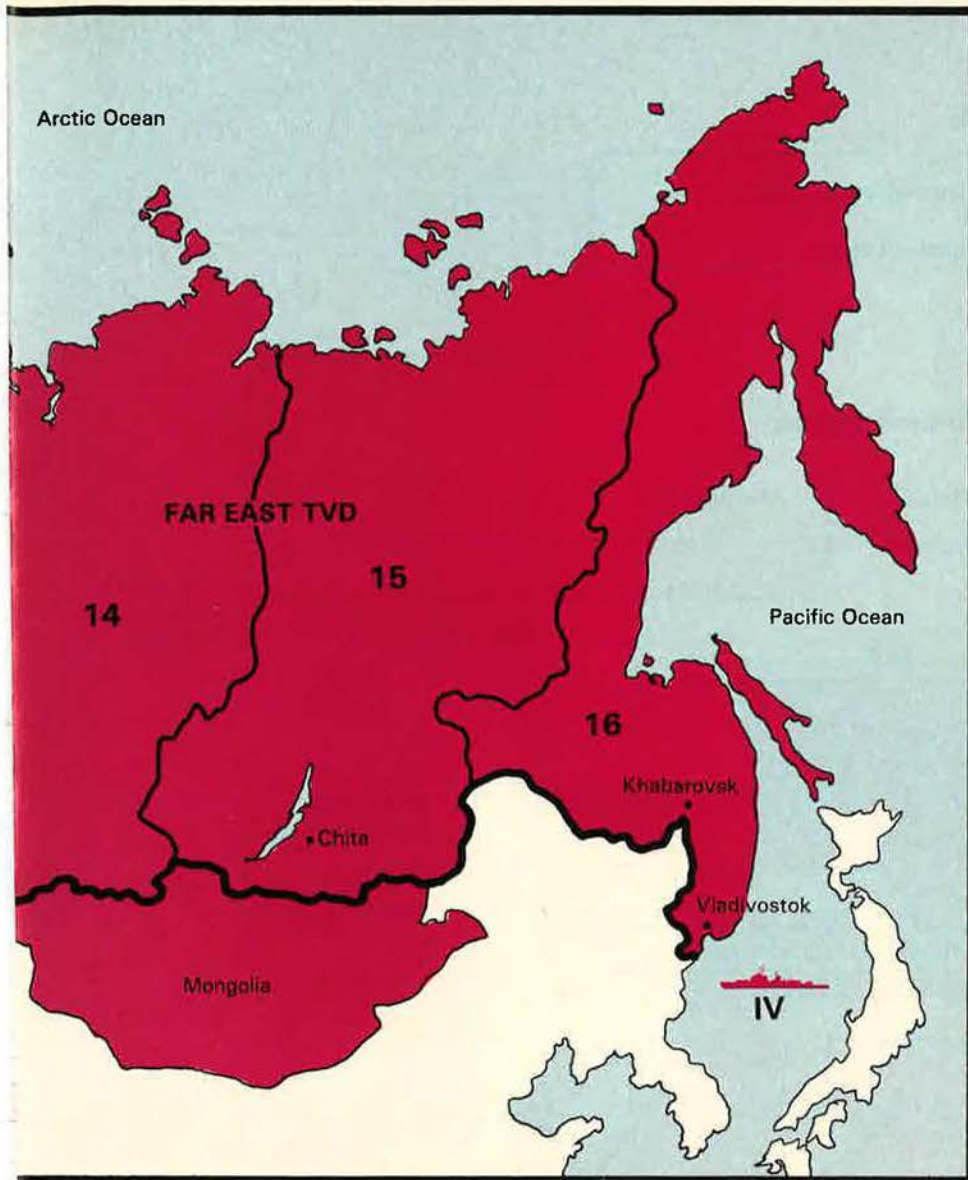 Arctic Ocean
FAR EAST TVD
15
14
Pacific Ocean
16
Khabarovsk
Chita
Vladivostok
Mongolia
IV